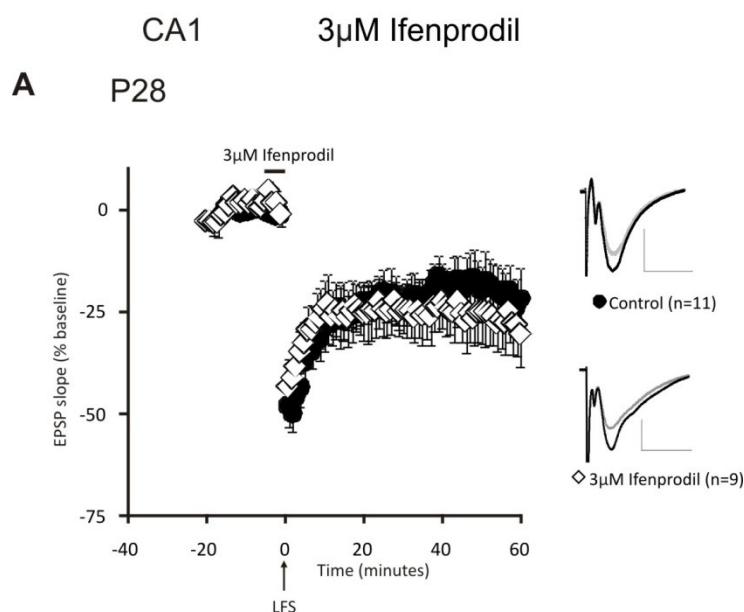 CA1 3μM Ifenprodil
A P28
3μM Ifenprodil
0
-25
-50
-75
EPSP slope (% baseline)
-40 -20 0 20 40 60
Time (minutes)
LFS
Control (n=11)
3μM Ifenprodil (n=9)